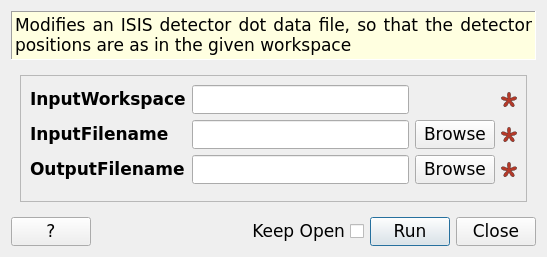 Modifies an ISIS detector dot data file, so that the detector
positions are as in the given workspace
InputWorkspace
InputFilename Browse
OutputFilename Browse
? Keep Open Run Close